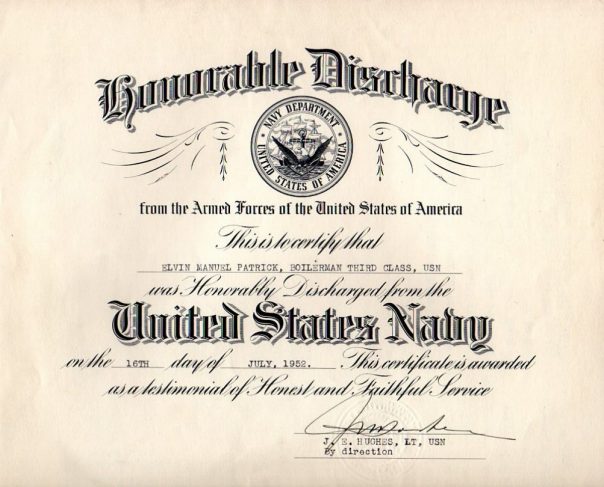 Honorable Discharge
NAVY DEPARTMENT
UNITED STATES OF AMERICA
from the Armed Forces of the United States of America
This is to certify that
ELVIN MANUEL PATRICK, BOILERMAN THIRD CLASS, USN
was Honorably Discharged from the
United States Navy
on the 16TH day of JULY, 1952. This certificate is awarded
as a testimonial of Honest and Faithful Service
J. E. HUGHES, LT, USN
By direction